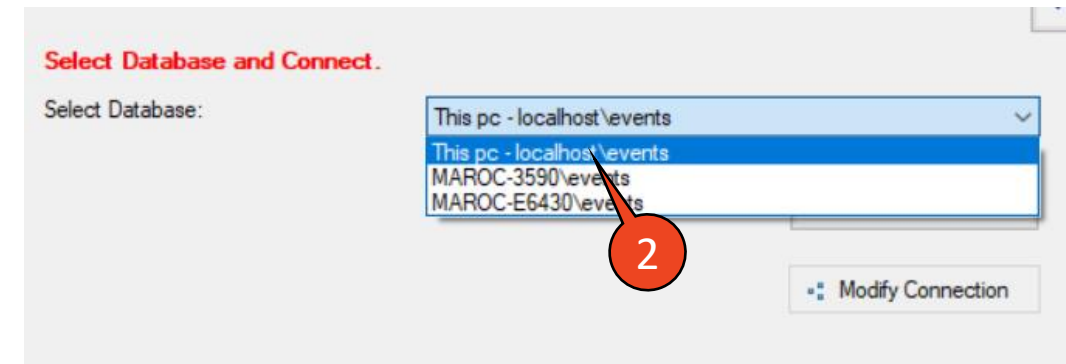 Select Database and Connect.
Select Database:
This pc - localhost\events
This pc - localhost\events
MAROC-3590\events
MAROC-E6430\events
2
Modify Connection